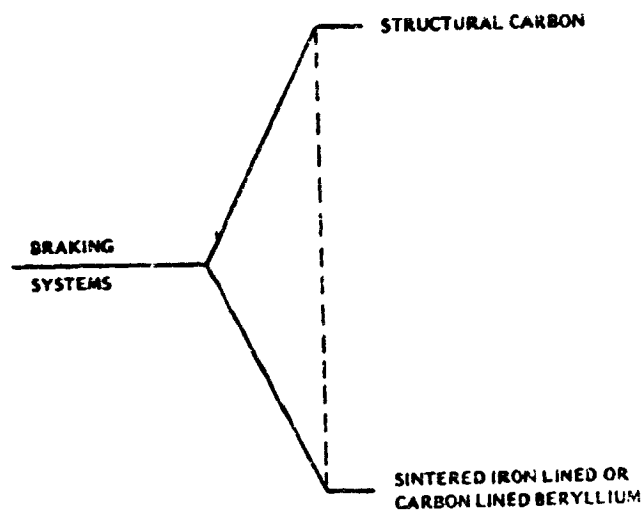 STRUCTURAL CARBON
BRAKING
SYSTEMS
SINTERED IRON LINED OR
CARBON LINED BERYLLIUM